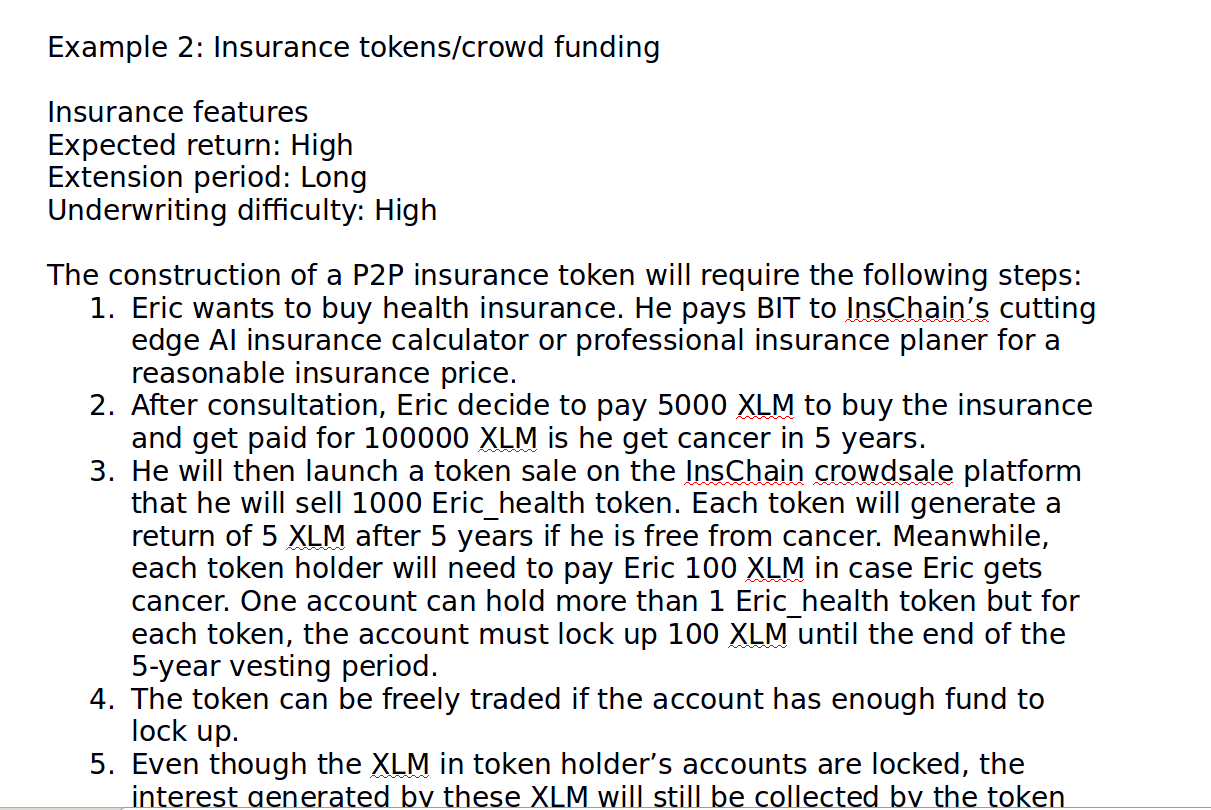 Example 2: Insurance tokens/crowd funding
Insurance features
Expected return: High
Extension period: Long
Underwriting difficulty: High
The construction of a P2P insurance token will require the following steps:
1. Eric wants to buy health insurance. He pays BIT to InsChain’s cutting
edge AI insurance calculator or professional insurance planer for a
reasonable insurance price.
2. After consultation, Eric decide to pay 5000 XLM to buy the insurance
and get paid for 100000 XLM is he get cancer in 5 years.
3. He will then launch a token sale on the InsChain crowdsale platform
that he will sell 1000 Eric_health token. Each token will generate a
return of 5 XLM after 5 years if he is free from cancer. Meanwhile,
each token holder will need to pay Eric 100 XLM in case Eric gets
cancer. One account can hold more than 1 Eric_health token but for
each token, the account must lock up 100 XLM until the end of the
5-year vesting period.
4. The token can be freely traded if the account has enough fund to
lock up.
5. Even though the XLM in token holder’s accounts are locked, the
interest generated by these XLM will still be collected by the token